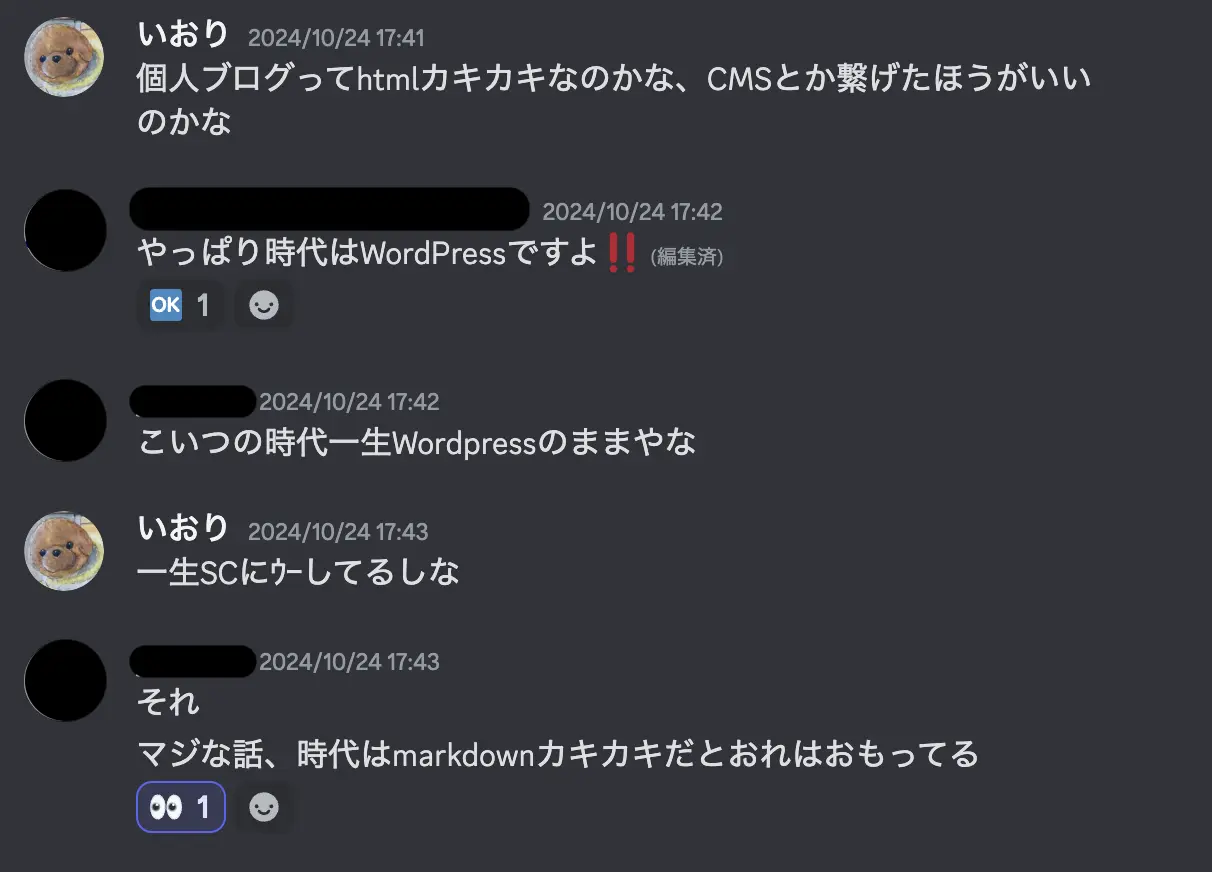 いおり 2024/10/24 17:41
個人ブログってhtmlカキカキなのかな、CMSとか繋げたほうがいい
のかな
2024/10/24 17:42
やっぱり時代はWordPressですよ‼️ (編集済)
🆗 1
2024/10/24 17:42
こいつの時代一生Wordpressのままやな
いおり 2024/10/24 17:43
一生SCにｳｰしてるしな
2024/10/24 17:43
それ
マジな話、時代はmarkdownカキカキだとおれはおもってる
👀 1